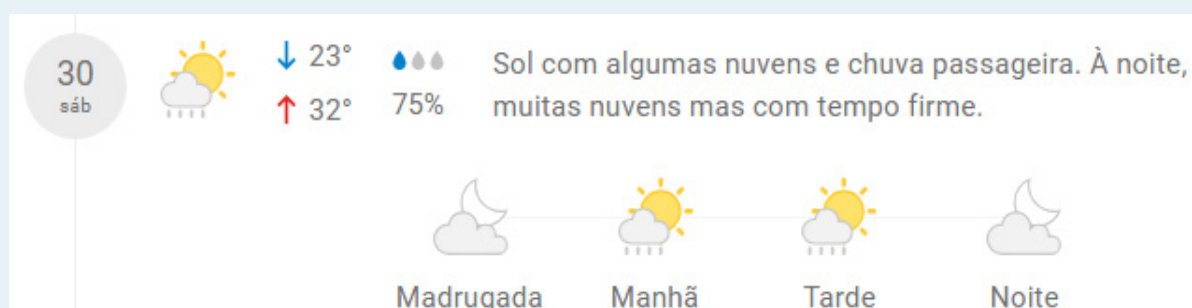 30
sáb
↓ 23°
↑ 32°
75%
Sol com algumas nuvens e chuva passageira. À noite,
muitas nuvens mas com tempo firme.
Madrugada Manhã Tarde Noite